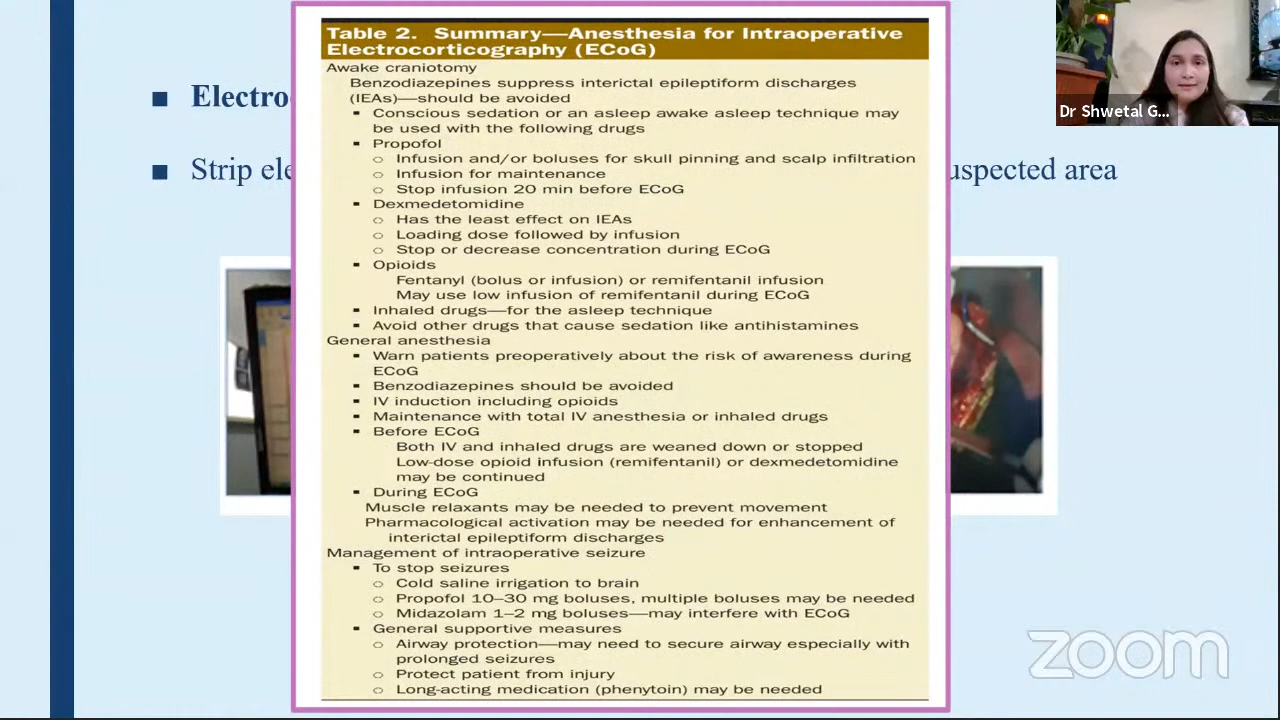 Table 2. Summary—Anesthesia for Intraoperative
Electrocorticography (ECoG)
Awake craniotomy
Benzodiazepines suppress interictal epileptiform discharges
(IEAs)—should be avoided
▪ Conscious sedation or an asleep awake asleep technique may
be used with the following drugs
▪ Propofol
○ Infusion and/or boluses for skull pinning and scalp infiltration
○ Infusion for maintenance
○ Stop infusion 20 min before ECoG
▪ Dexmedetomidine
○ Has the least effect on IEAs
○ Loading dose followed by infusion
○ Stop or decrease concentration during ECoG
▪ Opioids
Fentanyl (bolus or infusion) or remifentanil infusion
May use low infusion of remifentanil during ECoG
▪ Inhaled drugs—for the asleep technique
▪ Avoid other drugs that cause sedation like antihistamines
General anesthesia
▪ Warn patients preoperatively about the risk of awareness during
ECoG
▪ Benzodiazepines should be avoided
▪ IV induction including opioids
▪ Maintenance with total IV anesthesia or inhaled drugs
▪ Before ECoG
Both IV and inhaled drugs are weaned down or stopped
Low-dose opioid infusion (remifentanil) or dexmedetomidine
may be continued
▪ During ECoG
Muscle relaxants may be needed to prevent movement
Pharmacological activation may be needed for enhancement of
interictal epileptiform discharges
Management of intraoperative seizure
▪ To stop seizures
○ Cold saline irrigation to brain
○ Propofol 10–30 mg boluses, multiple boluses may be needed
○ Midazolam 1–2 mg boluses—may interfere with ECoG
▪ General supportive measures
○ Airway protection—may need to secure airway especially with
prolonged seizures
○ Protect patient from injury
○ Long-acting medication (phenytoin) may be needed
■ Electro
■ Strip ele
uspected area
Dr Shwetal G...
zoom